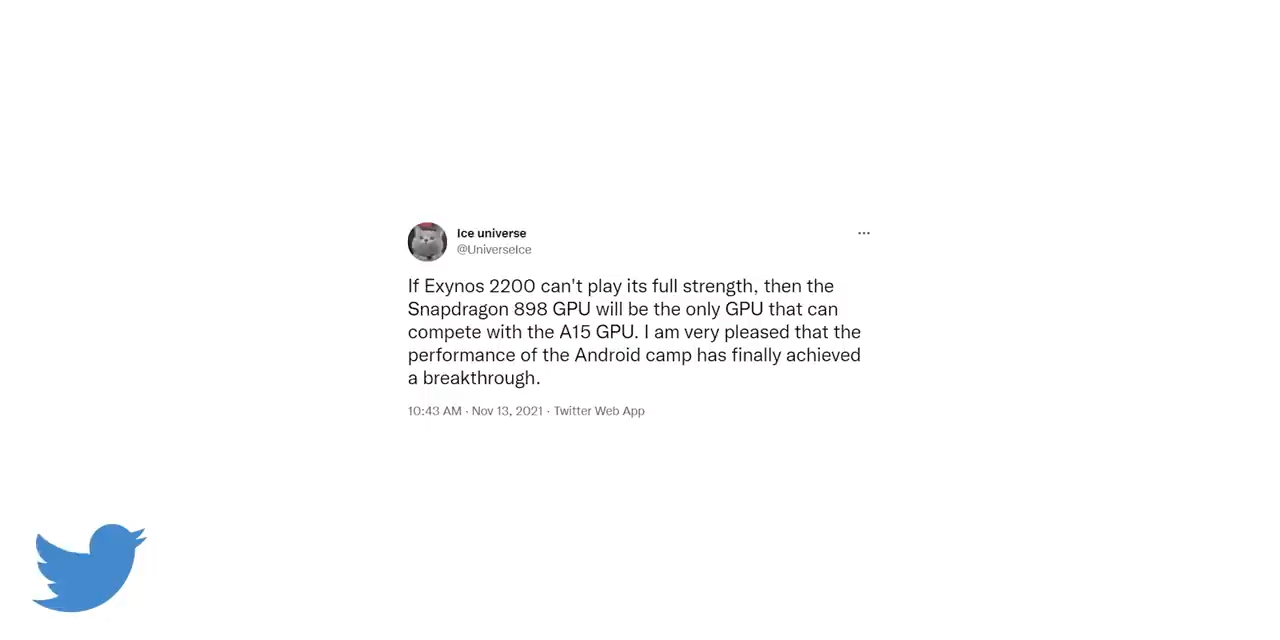 Ice universe
@UniverseIce
If Exynos 2200 can't play its full strength, then the
Snapdragon 898 GPU will be the only GPU that can
compete with the A15 GPU. I am very pleased that the
performance of the Android camp has finally achieved
a breakthrough.
10:43 AM · Nov 13, 2021 · Twitter Web App